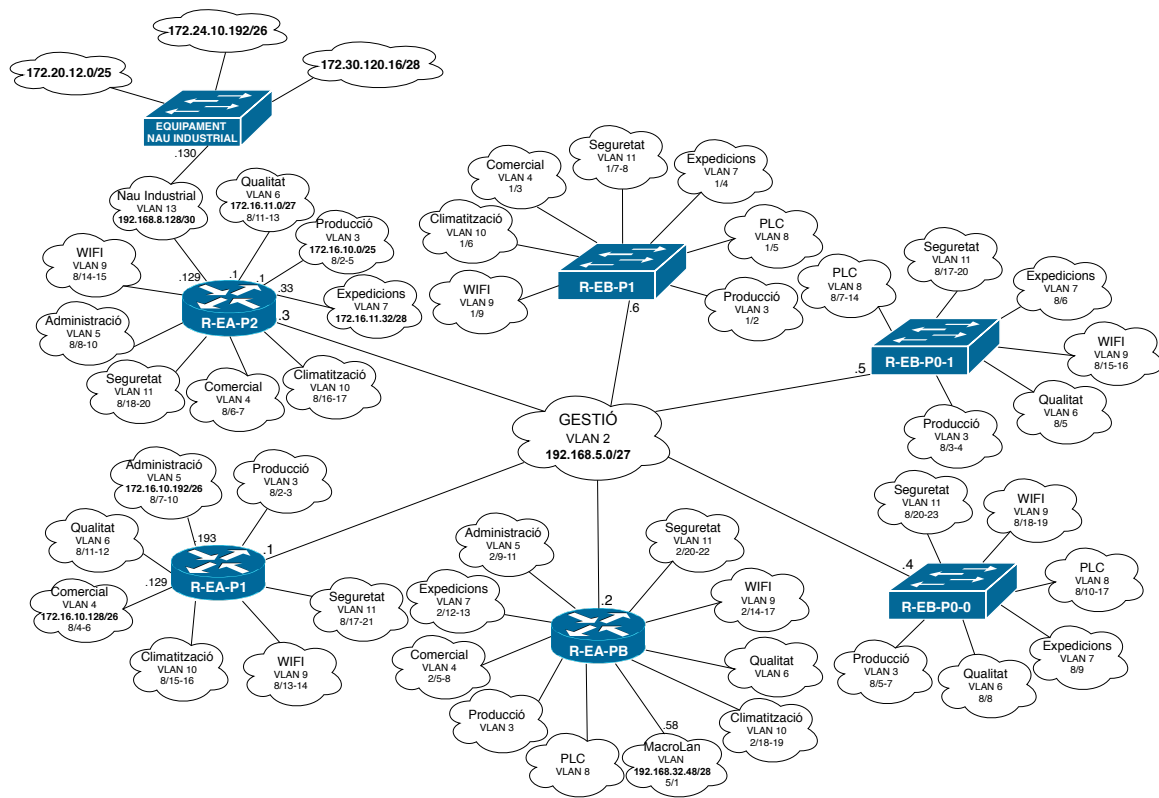 172.24.10.192/26
172.20.12.0/25
172.30.120.16/28
EQUIPAMENT
NAU INDUSTRIAL
.130
Nau Industrial
VLAN 13
192.168.8.128/30
Qualitat
VLAN 6
172.16.11.0/27
8/11-13
Producció
VLAN 3
172.16.10.0/25
8/2-5
WIFI
VLAN 9
8/14-15
.129
.1
.1
.33
Expedicions
VLAN 7
172.16.11.32/28
R-EA-P2
.3
Administració
VLAN 5
8/8-10
Seguretat
VLAN 11
8/18-20
Comercial
VLAN 4
8/6-7
Climatització
VLAN 10
8/16-17
Comercial
VLAN 4
1/3
Seguretat
VLAN 11
1/7-8
Expedicions
VLAN 7
1/4
Climatització
VLAN 10
1/6
PLC
VLAN 8
1/5
WIFI
VLAN 9
1/9
R-EB-P1
.6
Producció
VLAN 3
1/2
PLC
VLAN 8
8/7-14
Seguretat
VLAN 11
8/17-20
Expedicions
VLAN 7
8/6
R-EB-P0-1
.5
WIFI
VLAN 9
8/15-16
Qualitat
VLAN 6
8/5
Producció
VLAN 3
8/3-4
GESTIÓ
VLAN 2
192.168.5.0/27
Administració
VLAN 5
172.16.10.192/26
8/7-10
Producció
VLAN 3
8/2-3
Qualitat
VLAN 6
8/11-12
.193
.1
.129
R-EA-P1
Comercial
VLAN 4
172.16.10.128/26
8/4-6
Seguretat
VLAN 11
8/17-21
Climatització
VLAN 10
8/15-16
WIFI
VLAN 9
8/13-14
Administració
VLAN 5
2/9-11
Seguretat
VLAN 11
2/20-22
Expedicions
VLAN 7
2/12-13
.2
WIFI
VLAN 9
2/14-17
R-EA-PB
Comercial
VLAN 4
2/5-8
Qualitat
VLAN 6
Producció
VLAN 3
PLC
VLAN 8
.58
MacroLan
VLAN
192.168.32.48/28
5/1
Climatització
VLAN 10
2/18-19
Seguretat
VLAN 11
8/20-23
WIFI
VLAN 9
8/18-19
.4
R-EB-P0-0
PLC
VLAN 8
8/10-17
Expedicions
VLAN 7
8/9
Producció
VLAN 3
8/5-7
Qualitat
VLAN 6
8/8